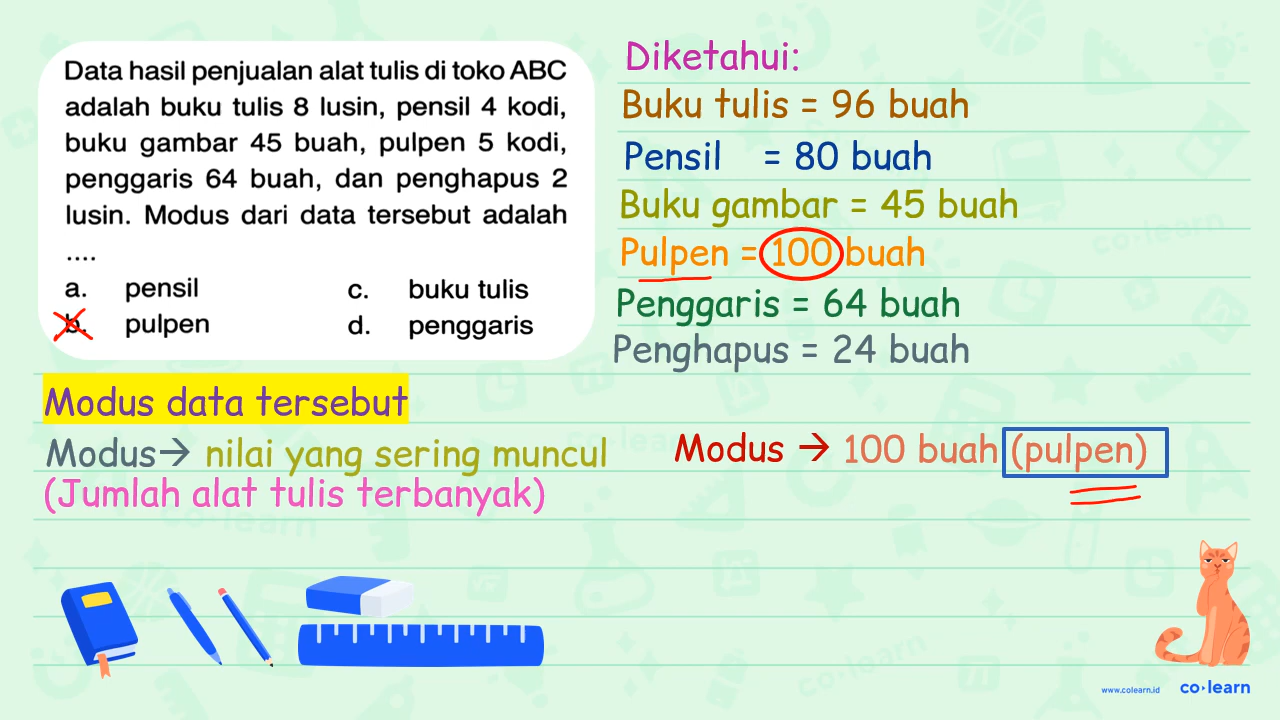 Data hasil penjualan alat tulis di toko ABC
adalah buku tulis 8 lusin, pensil 4 kodi,
buku gambar 45 buah, pulpen 5 kodi,
penggaris 64 buah, dan penghapus 2
lusin. Modus dari data tersebut adalah
....
a. pensil
c. buku tulis
b. pulpen
d. penggaris
Diketahui:
Buku tulis = 96 buah
Pensil = 80 buah
Buku gambar = 45 buah
Pulpen = 100 buah
Penggaris = 64 buah
Penghapus = 24 buah
Modus data tersebut
Modus→ nilai yang sering muncul
(Jumlah alat tulis terbanyak)
Modus → 100 buah (pulpen)
www.colearn.id
co·learn